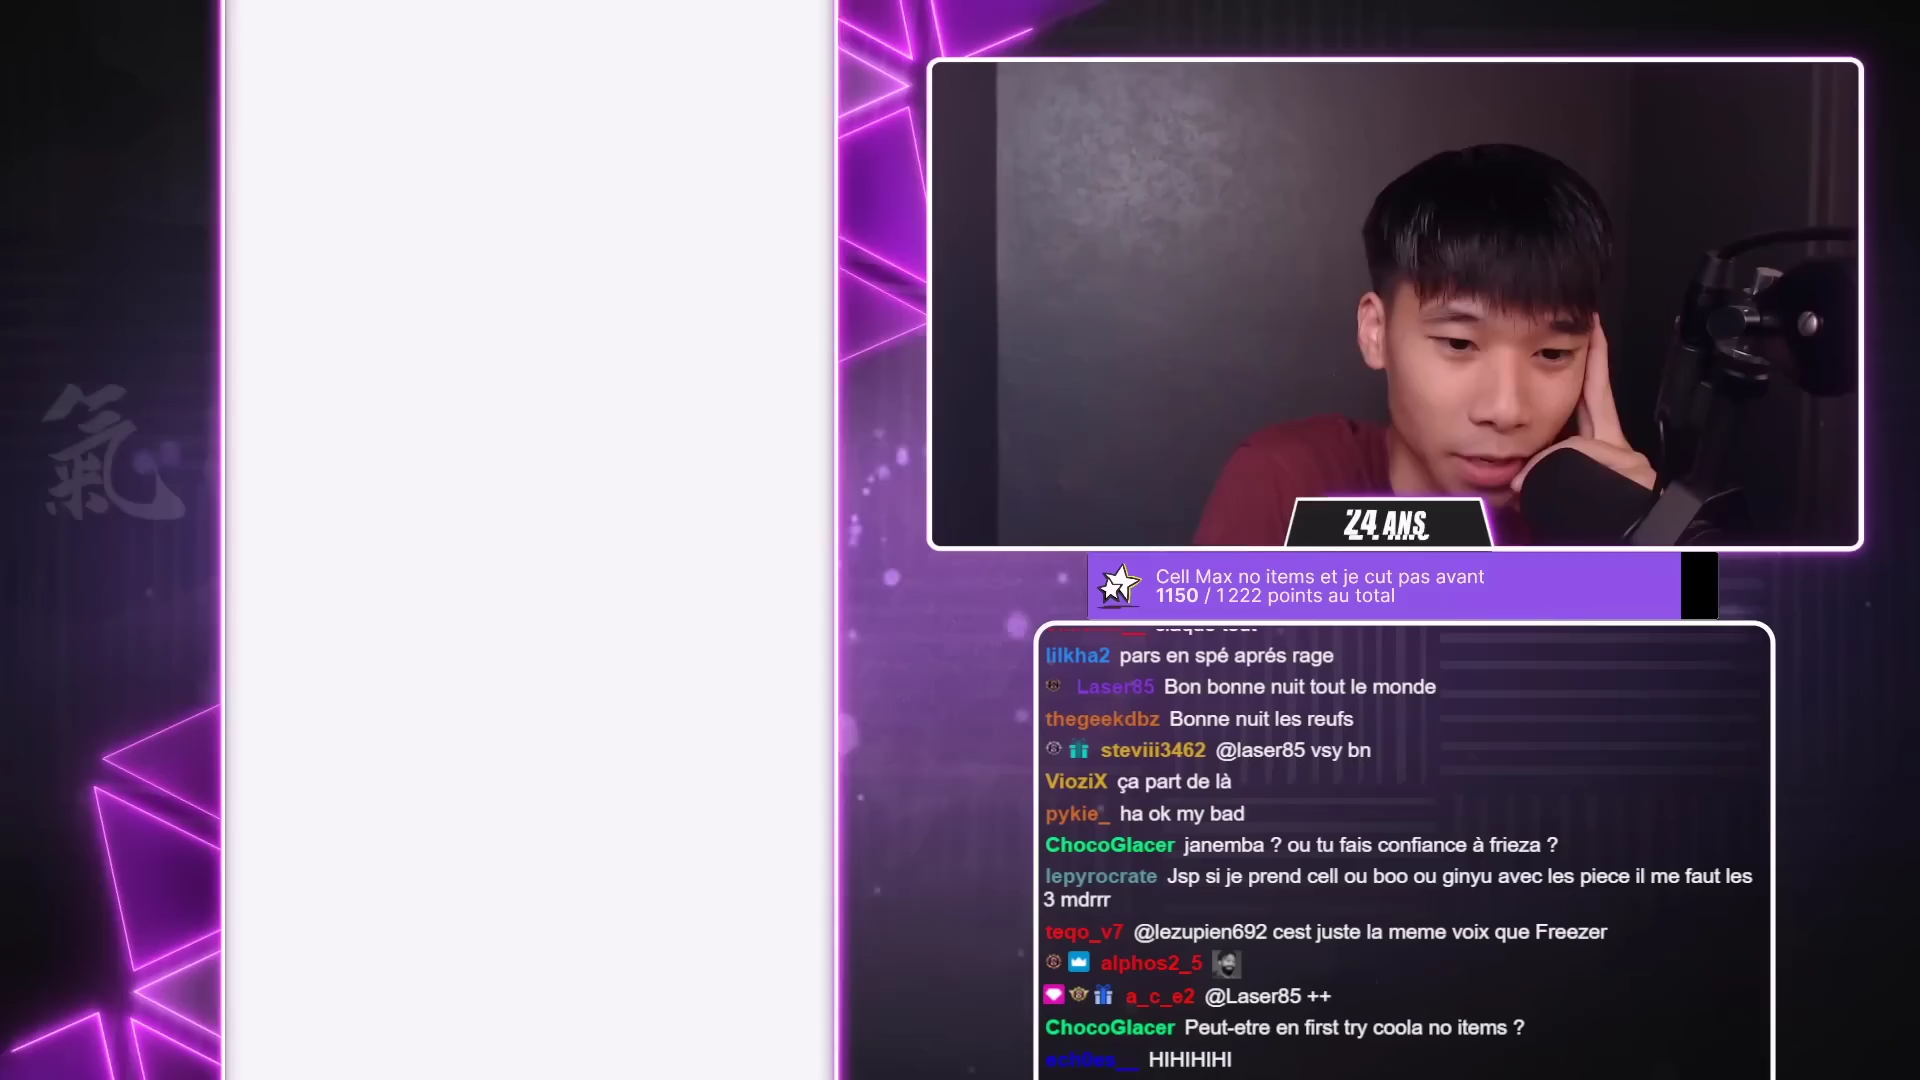 氣
24 ANS
Cell Max no items et je cut pas avant
1150 / 1 222 points au total
lilkha2 pars en spé aprés rage
Laser85 Bon bonne nuit tout le monde
thegeekdbz Bonne nuit les reufs
steviii3462 @laser85 vsy bn
VioziX ça part de là
pykie_ ha ok my bad
ChocoGlacer janemba ? ou tu fais confiance à frieza ?
lepyrocrate Jsp si je prend cell ou boo ou ginyu avec les piece il me faut les
3 mdrrr
teqo_v7 @lezupien692 cest juste la meme voix que Freezer
alphos2_5
a_c_e2 @Laser85 ++
ChocoGlacer Peut-etre en first try coola no items ?
HIHIHIHI